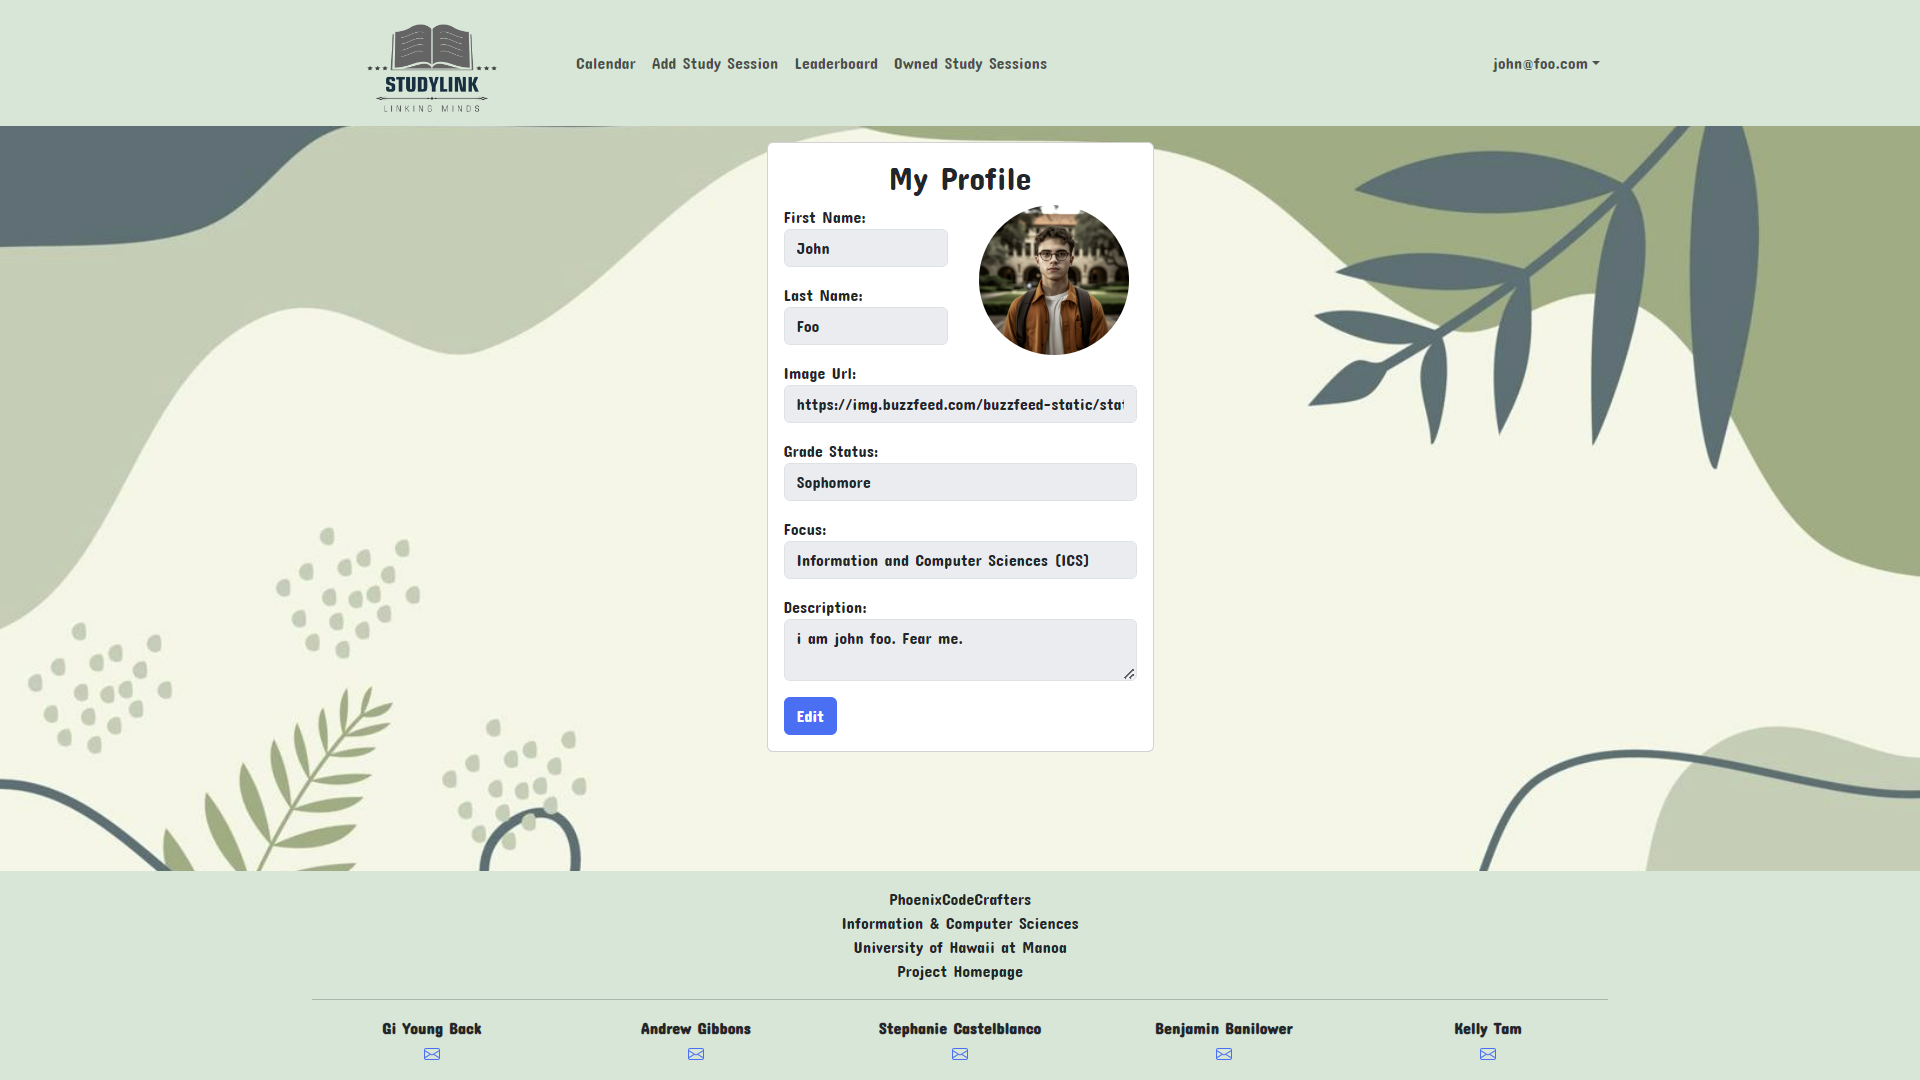 STUDYLINK
LINKING MINDS
Calendar Add Study Session Leaderboard Owned Study Sessions
john@foo.com
My Profile
First Name:
John
Last Name:
Foo
Image Url:
https://img.buzzfeed.com/buzzfeed-static/stat
Grade Status:
Sophomore
Focus:
Information and Computer Sciences (ICS)
Description:
i am john foo. Fear me.
Edit
PhoenixCodeCrafters
Information & Computer Sciences
University of Hawaii at Manoa
Project Homepage
Gi Young Back Andrew Gibbons Stephanie Castelblanco Benjamin Banilower Kelly Tam